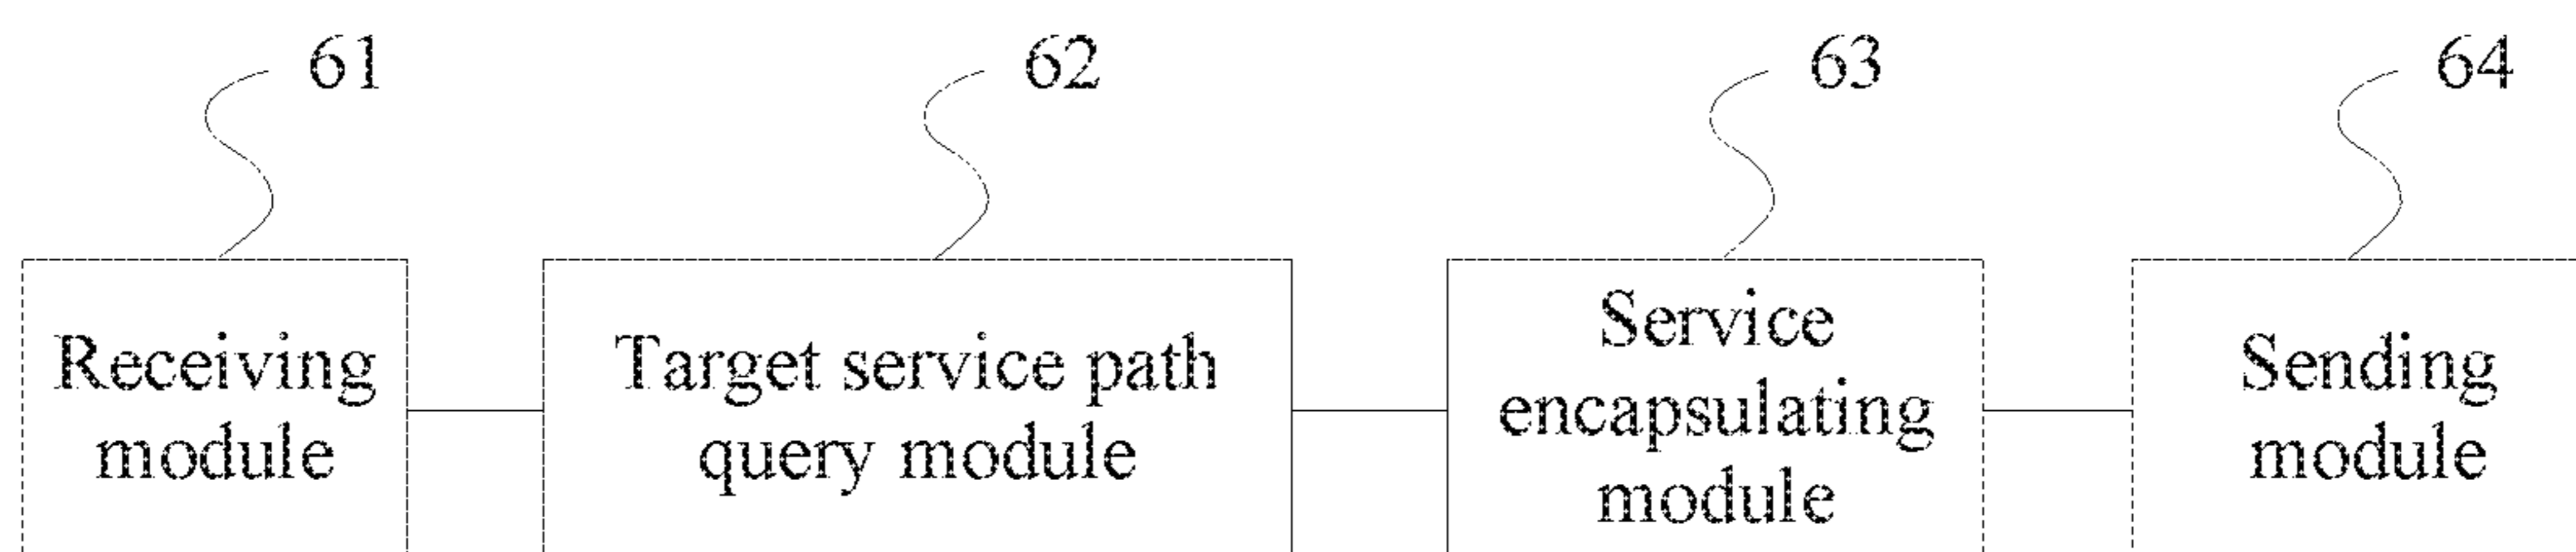 61
62
63
64
Receiving
module
Target service path
query module
Service
encapsulating
module
Sending
module